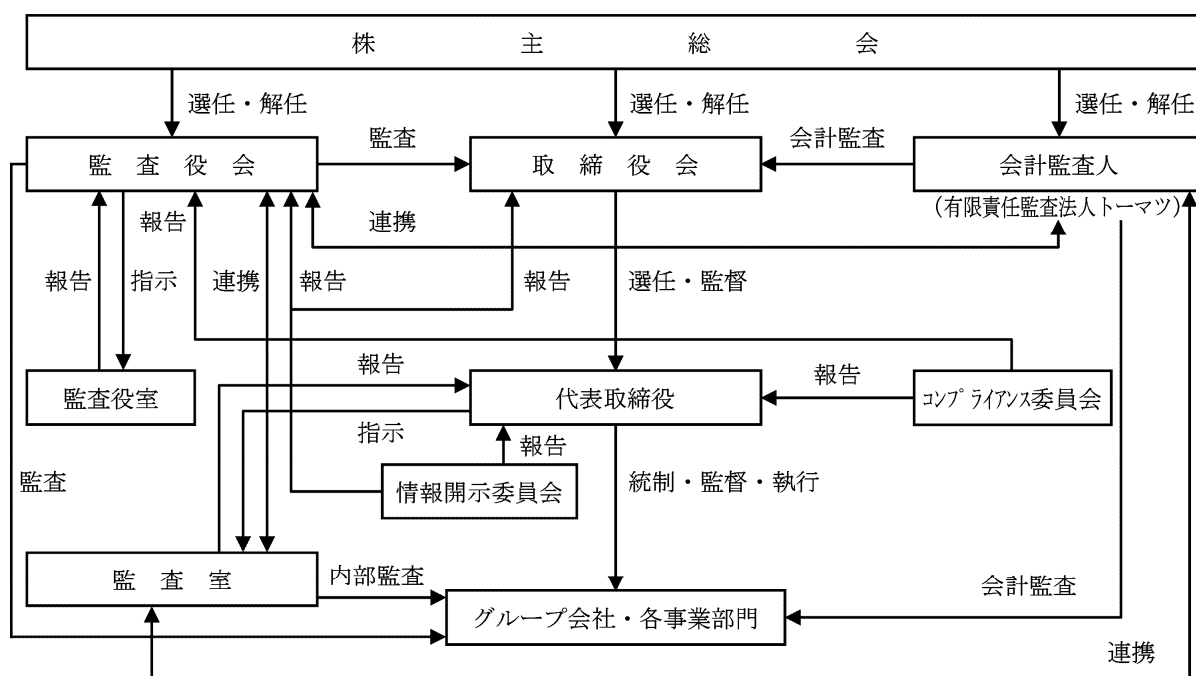 株主総会
選任・解任
選任・解任
選任・解任
監査役会
監査
取締役会
会計監査
会計監査人
(有限責任監査法人トーマツ)
報告
連携
報告
指示
連携
報告
報告
選任・監督
報告
報告
監査役室
代表取締役
コンプライアンス委員会
指示
報告
監査
情報開示委員会
統制・監督・執行
監査室
内部監査
会計監査
グループ会社・各事業部門
連携